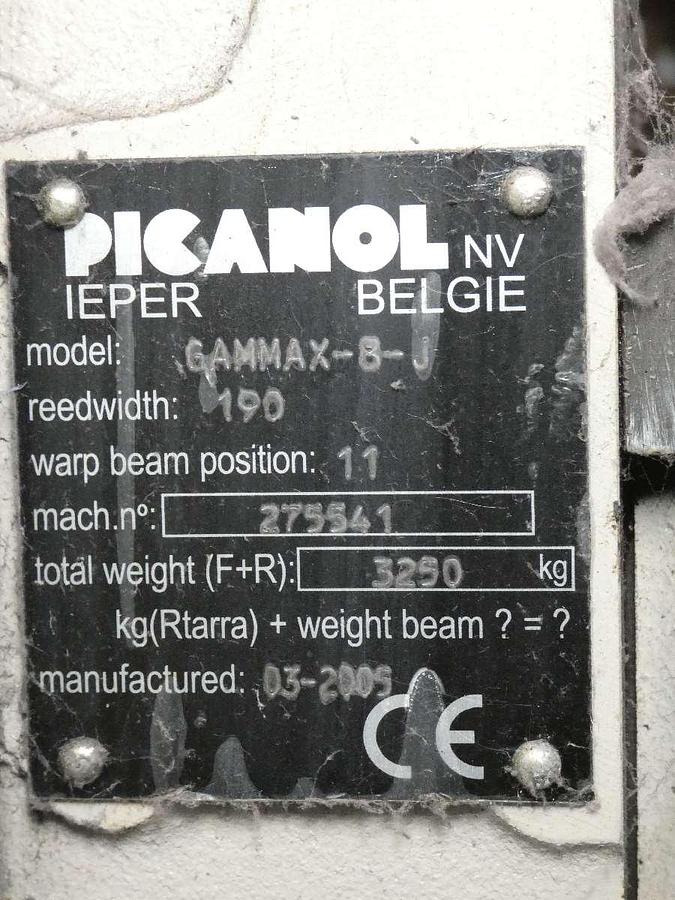 PICANOL NV
IEPER BELGIE
model: GAMMAX-8-J
reedwidth: 190
warp beam position: 11
mach.nº: 275541
total weight (F+R): 3250 kg
kg(Rtarra) + weight beam ? = ?
manufactured: 03-2005
CE